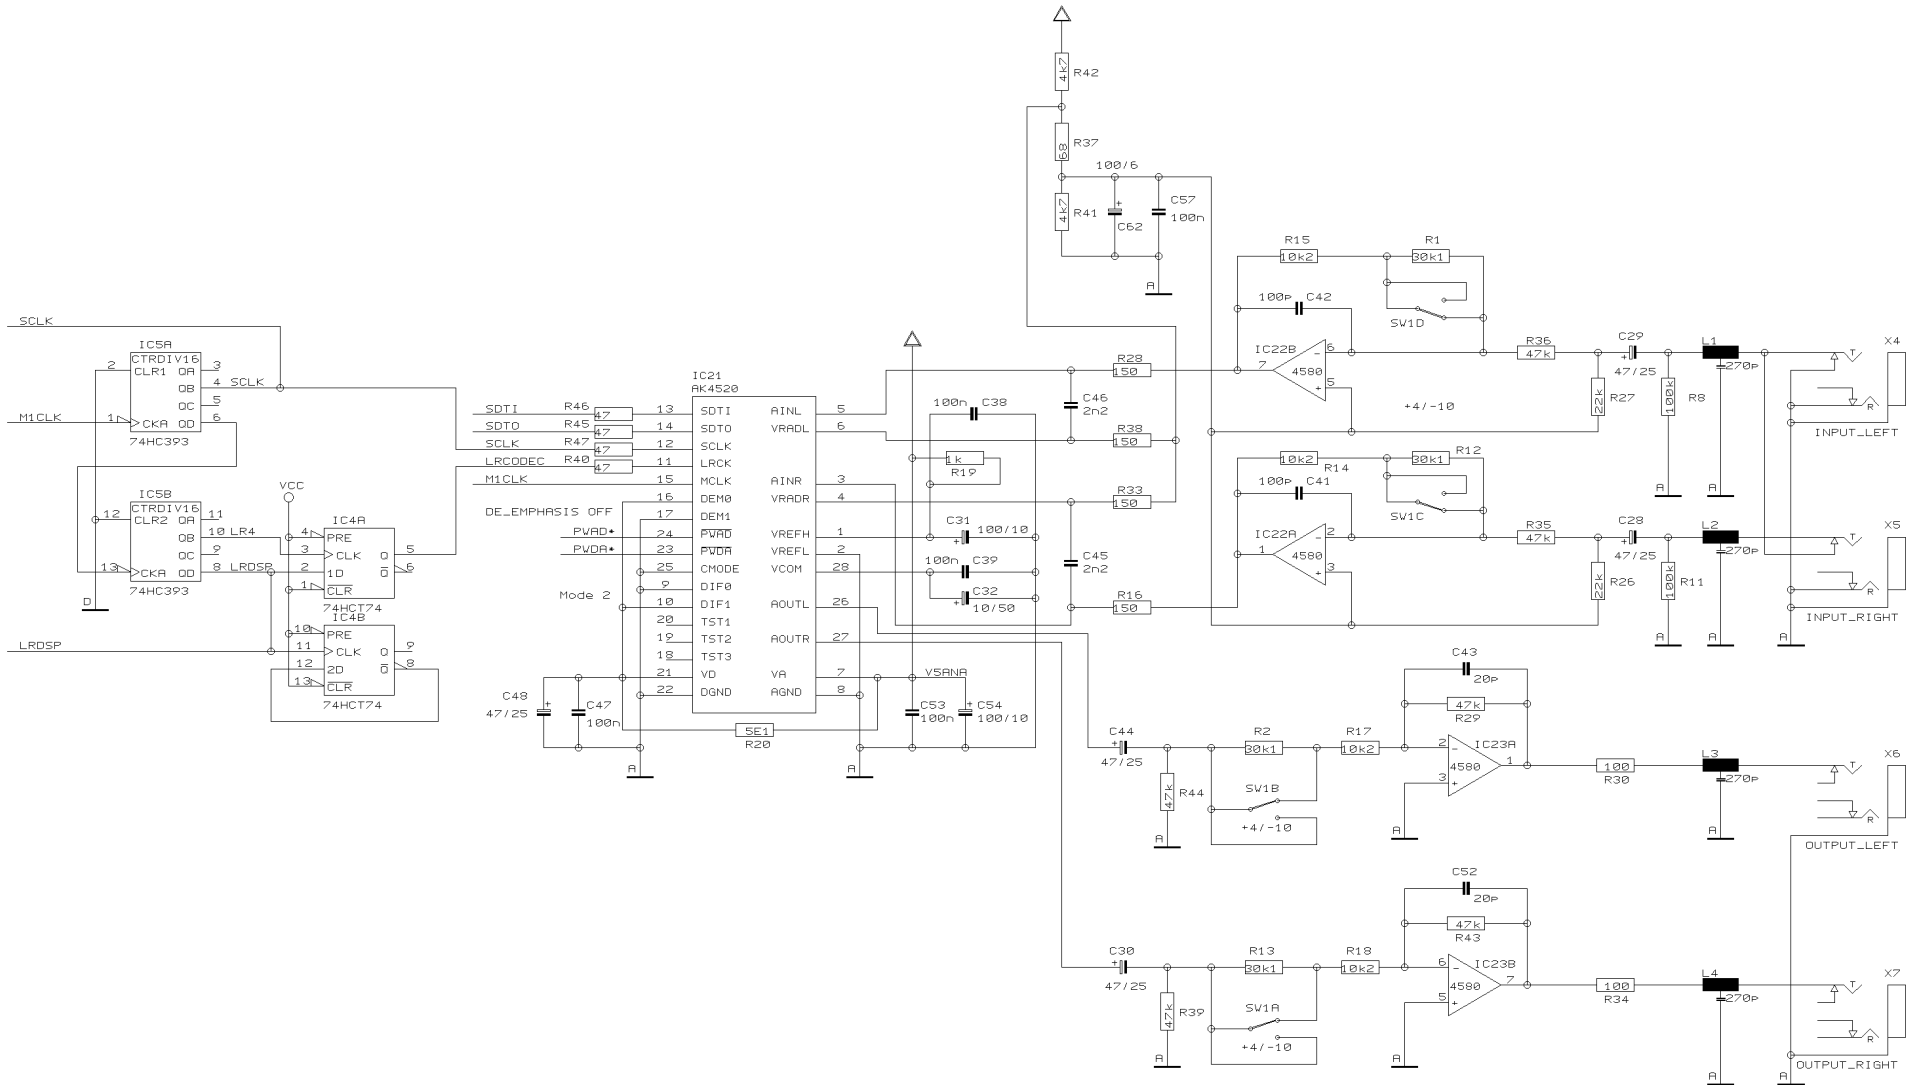 4k7 R42
68 R37
100/6
4k7 R41
+ C62
C57
100n
A
R15
10k2
R1
30k1
100p C42
SW1D
IC22B
7 4580 6 5
- +
R36
47k
C29
+
47/25
L1
270p
X4
T
R
22k R27
100k R8
+4/-10
A
A
INPUT_LEFT
R28
150
C46
2n2
R38
150
10k2 R14
30k1 R12
100p C41
SW1C
IC22A
1 4580 2 3
- +
R35
47k
C28
+
47/25
L2
270p
X5
T
R
22k R26
100k R11
A
A
A
INPUT_RIGHT
R33
150
C45
2n2
R16
150
SCLK
IC5A
CTRDIV16
2 CLR1 QA 3
QB 4 SCLK
QC 5
M1CLK 1 CKA QD 6
74HC393
IC5B
CTRDIV16
12 CLR2 QA 11
QB 10 LR4
QC 9
13 CKA QD 8 LRDSP
74HC393
D
VCC
IC4A
4 PRE
3 CLK Q 5
2 1D Q 6
1 CLR
74HCT74
IC4B
10 PRE
LRDSP
11 CLK Q 9
12 2D Q 8
13 CLR
74HCT74
IC21
AK4520
SDTI R46 47 13 SDTI AINL 5
SDTO R45 47 14 SDTO VRADL 6
SCLK R47 47 12 SCLK
LRCODEC R40 47 11 LRCK
M1CLK 15 MCLK AINR 3
16 DEM0 VRADR 4
DE_EMPHASIS OFF
17 DEM1
PWAD* 24 PWAD VREFH 1
PWDA* 23 PWDA VREFL 2
25 CMODE VCOM 28
9 DIF0
Mode 2
10 DIF1 AOUTL 26
20 TST1
19 TST2 AOUTR 27
18 TST3
21 VD VA 7 V5ANA
22 DGND AGND 8
100n C38
1k
R19
C31
+ 100/10
100n C39
C32
+ 10/50
C48
+
47/25
C47
100n
5E1
R20
C53
100n
+ C54
100/10
A
A
C44
+
47/25
47k R44
A
R2
30k1
SW1B
+4/-10
R17
10k2
C43
20p
47k
R29
IC23A
2 - 4580 1
3 +
A
100
R30
L3
270p
A
X6
T
R
OUTPUT_LEFT
C30
+
47/25
47k R39
A
R13
30k1
SW1A
+4/-10
R18
10k2
C52
20p
47k
R43
IC23B
6 - 4580 7
5 +
A
100
R34
L4
270p
A
X7
T
R
A
OUTPUT_RIGHT